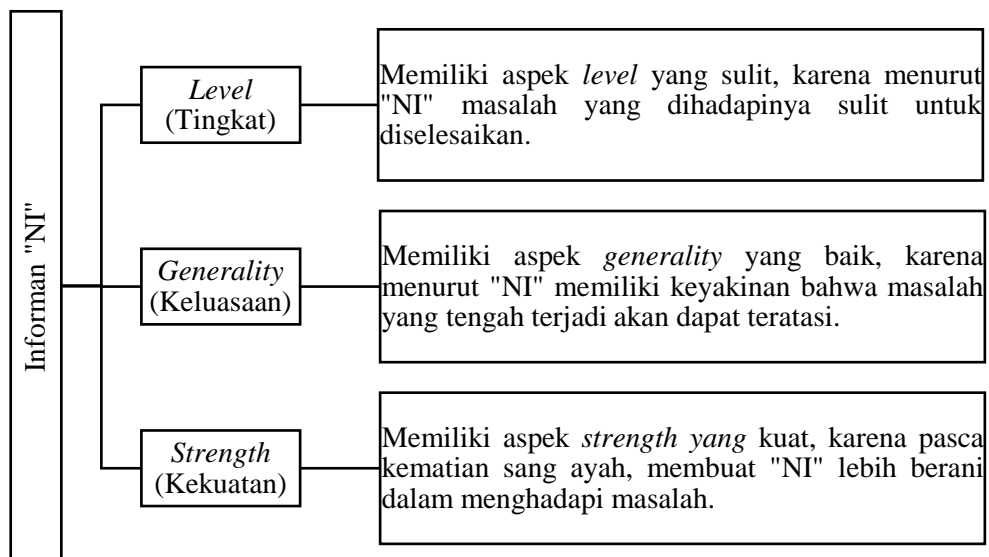 Informan "NI"
Level
(Tingkat)
Memiliki aspek level yang sulit, karena menurut
"NI" masalah yang dihadapinya sulit untuk
diselesaikan.
Generality
(Keluasaan)
Memiliki aspek generality yang baik, karena
menurut "NI" memiliki keyakinan bahwa masalah
yang tengah terjadi akan dapat teratasi.
Strength
(Kekuatan)
Memiliki aspek strength yang kuat, karena pasca
kematian sang ayah, membuat "NI" lebih berani
dalam menghadapi masalah.